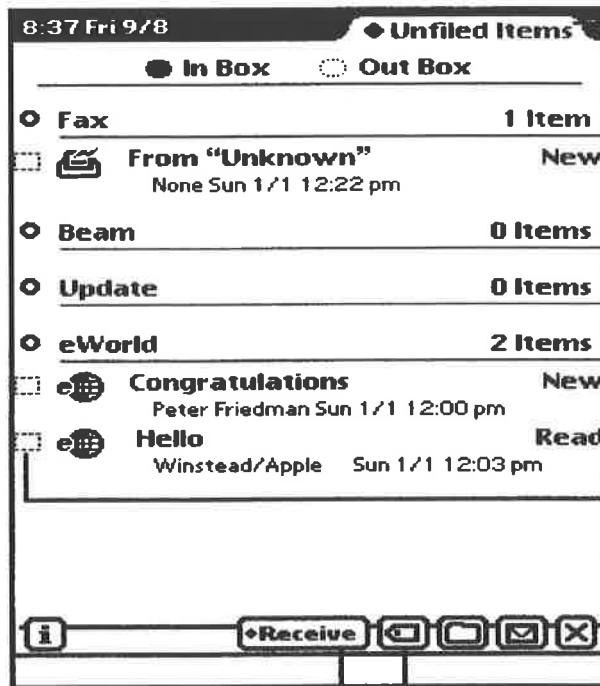 8:37 Fri 9/8 ◆ Unfiled Items
In Box Out Box
Fax 1 Item
From “Unknown” New
None Sun 1/1 12:22 pm
Beam 0 Items
Update 0 Items
eWorld 2 Items
e Congratulations New
Peter Friedman Sun 1/1 12:00 pm
e Hello Read
Winstead/Apple Sun 1/1 12:03 pm
i ◆Receive X